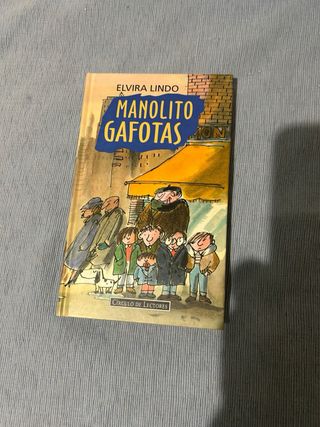 ELVIRA LINDO
MANOLITO
GAFOTAS
CÍRCULO DE LECTORES